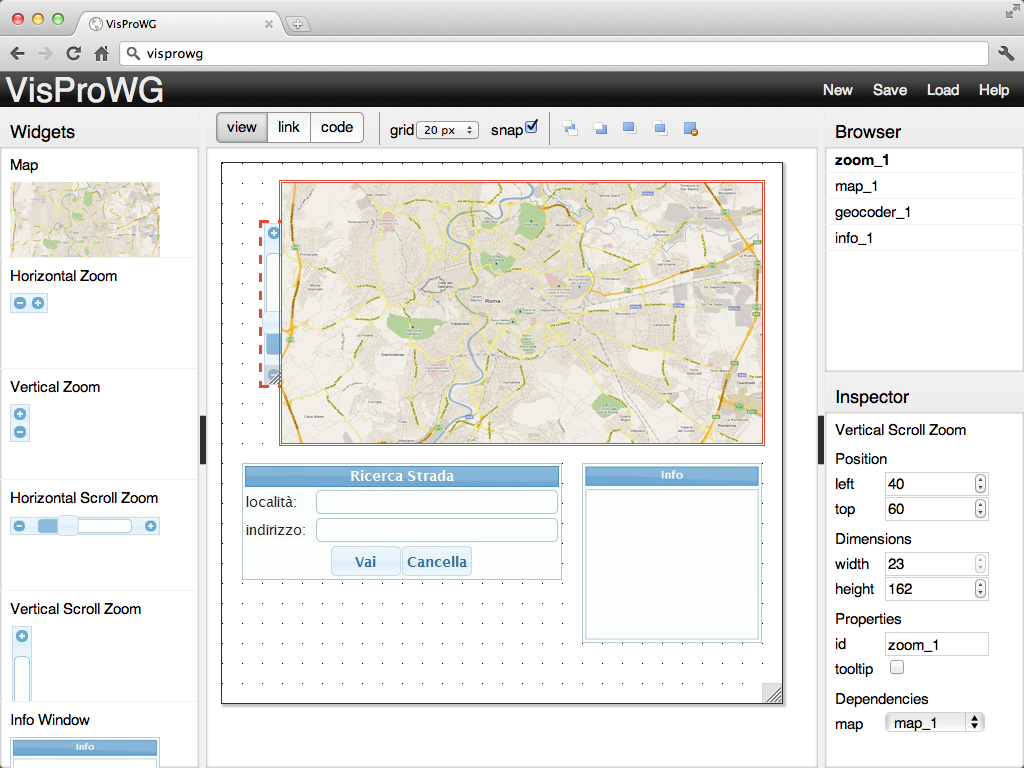 VisProWG
visprowg
VisProWG
New Save Load Help
Widgets
view link code grid 20 px snap
Browser
Map
Horizontal Zoom
Vertical Zoom
Horizontal Scroll Zoom
Vertical Scroll Zoom
Info Window
Info
Roma
Ricerca Strada
località:
indirizzo:
Vai Cancella
Info
zoom_1
map_1
geocoder_1
info_1
Inspector
Vertical Scroll Zoom
Position
left 40
top 60
Dimensions
width 23
height 162
Properties
id zoom_1
tooltip
Dependencies
map map_1